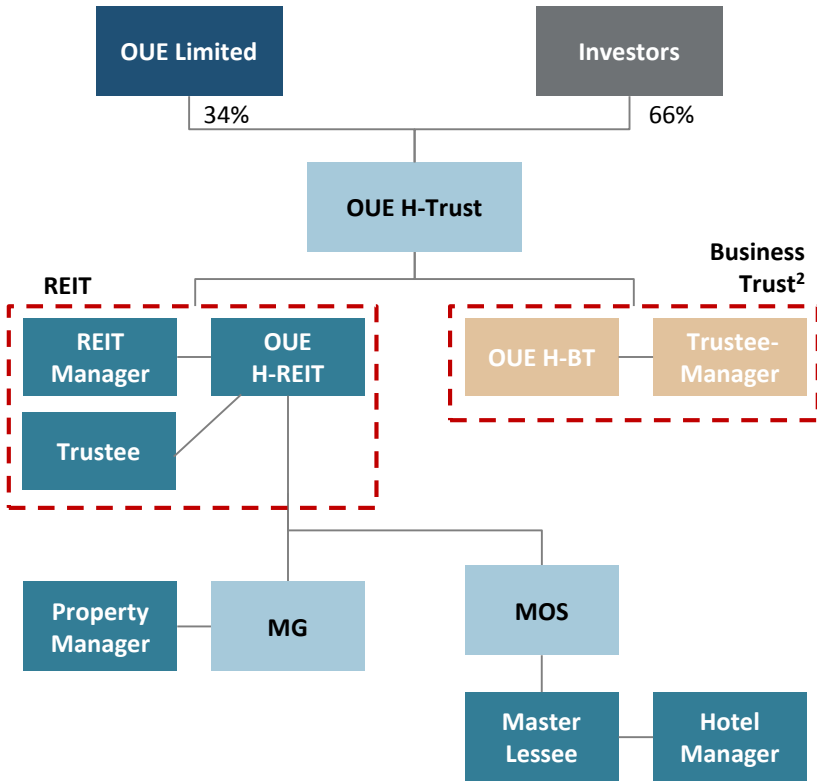 OUE Limited
Investors
34%
66%
OUE H-Trust
REIT
Business
Trust²
REIT
Manager
OUE
H-REIT
OUE H-BT
Trustee-
Manager
Trustee
Property
Manager
MG
MOS
Master
Lessee
Hotel
Manager